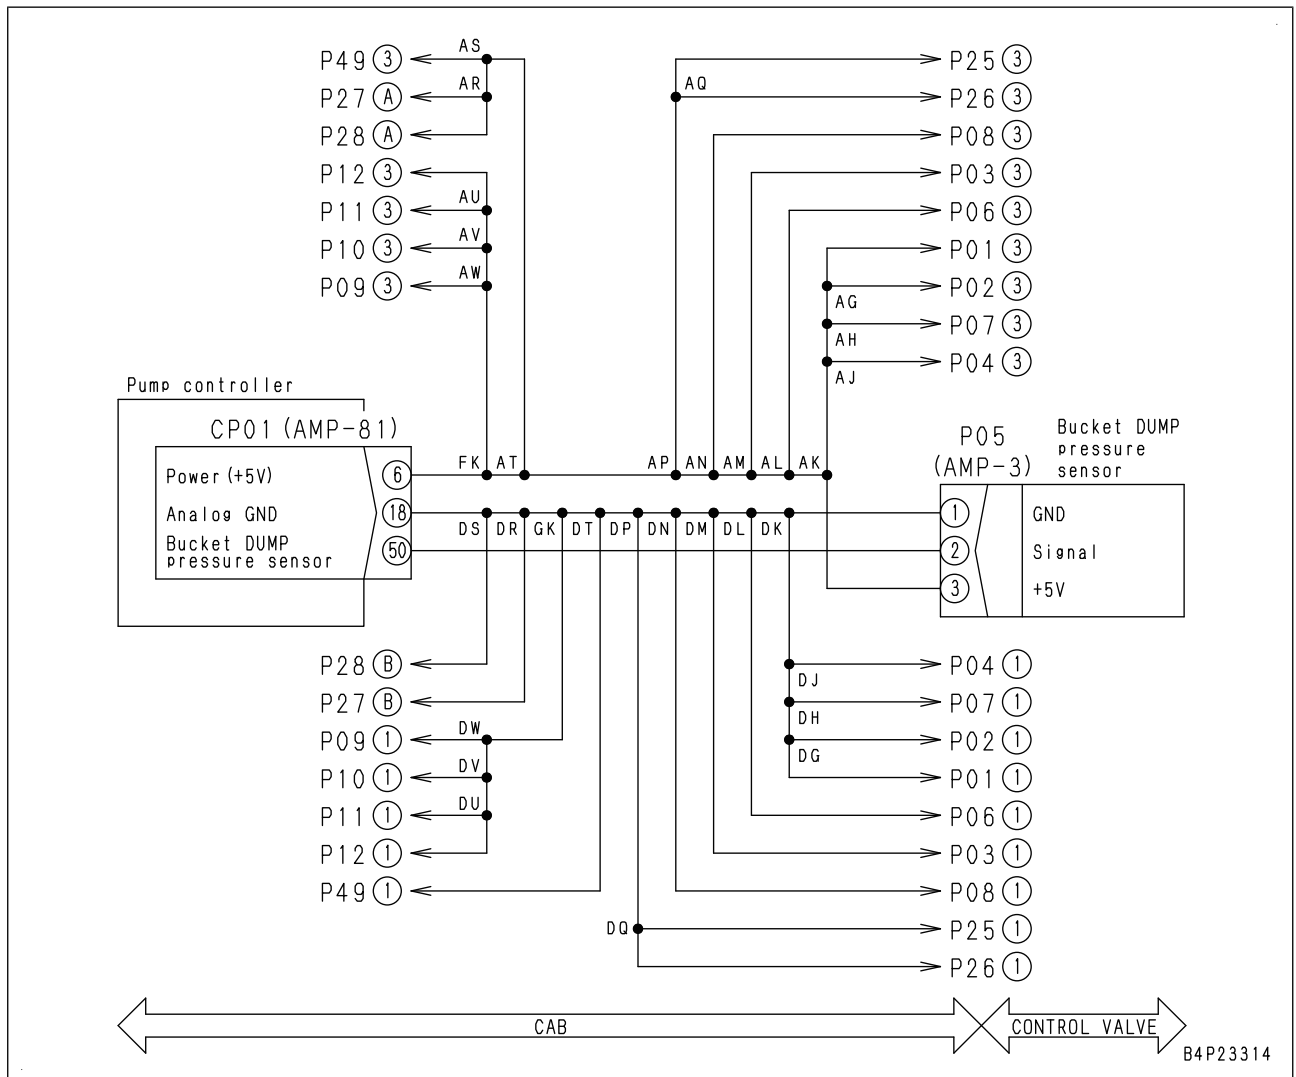 P49 3 AS P25 3
P27 A AR AQ P26 3
P28 A P08 3
P12 3 P03 3
P11 3 AU P06 3
P10 3 AV P01 3
P09 3 AW P02 3
AG
P07 3
AH
P04 3
AJ
Pump controller
CP01 (AMP-81)
P05
(AMP-3)
Bucket DUMP
pressure
sensor
Power (+5V) 6 FK AT AP AN AM AL AK
Analog GND 18 1 GND
DS DR GK DT DP DN DM DL DK
Bucket DUMP
pressure sensor 50 2 Signal
3 +5V
P28 B P04 1
DJ
P27 B P07 1
DH
P09 1 DW P02 1
DG
P10 1 DV P01 1
P11 1 DU P06 1
P12 1 P03 1
P49 1 P08 1
DQ P25 1
P26 1
CAB CONTROL VALVE
B4P23314